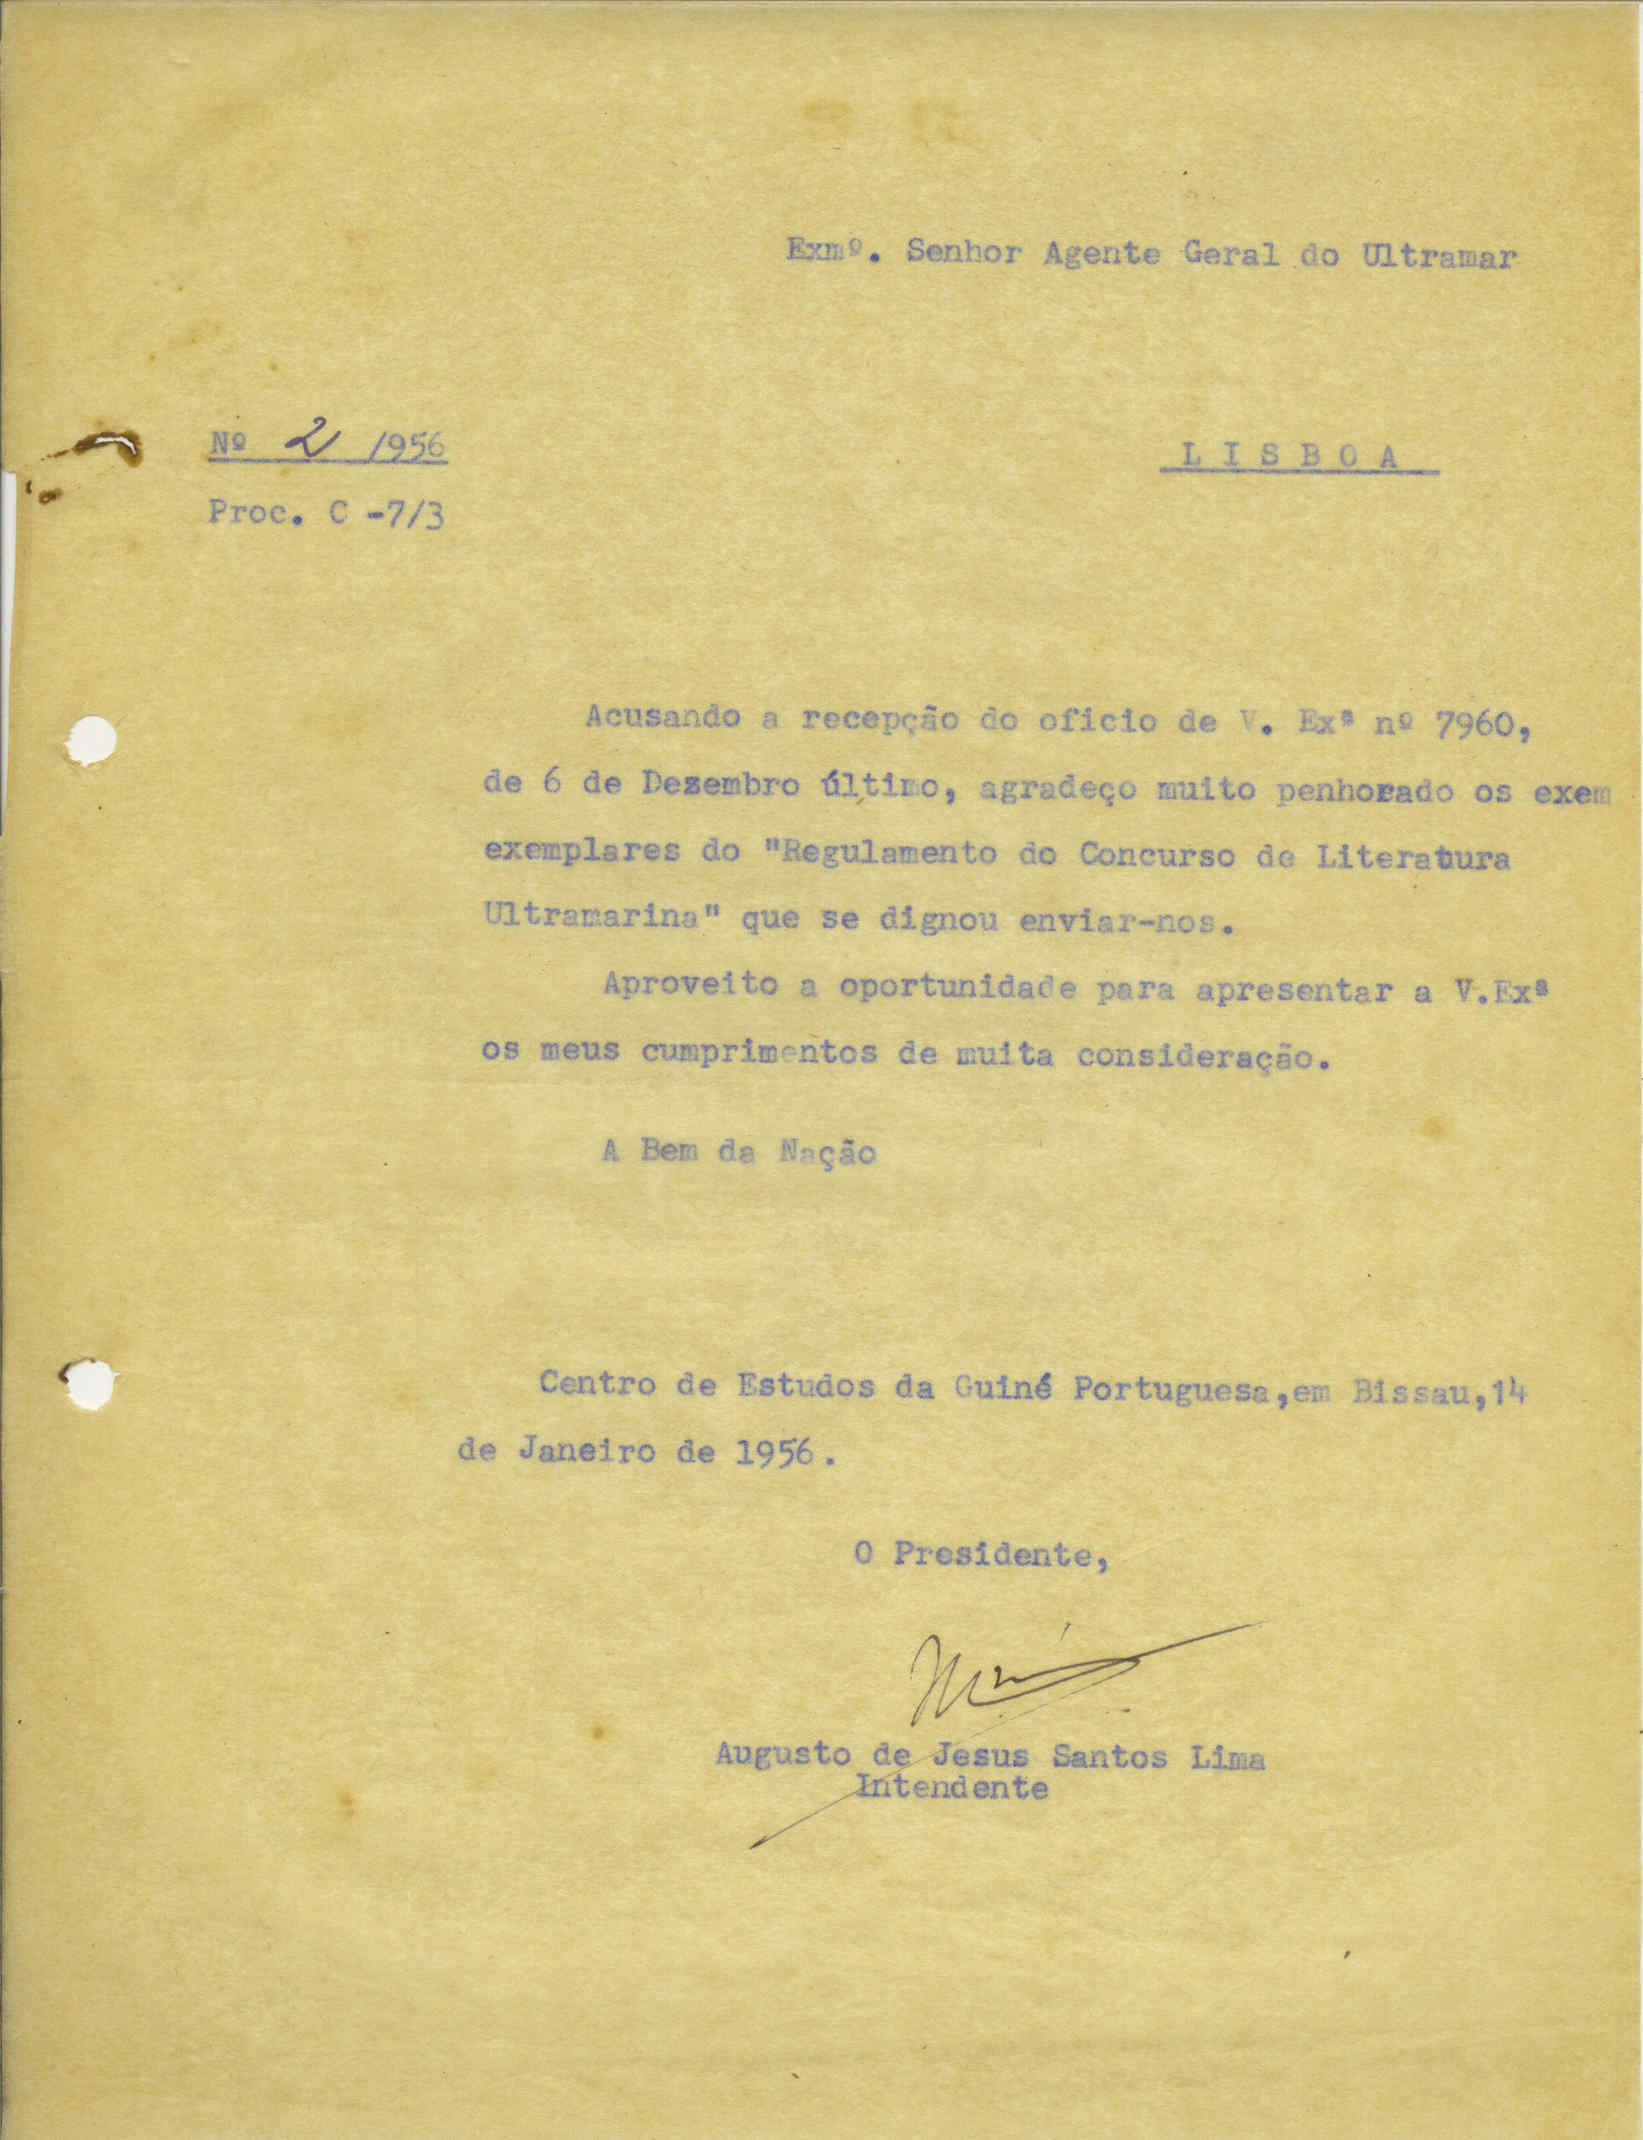 Exmº. Senhor Agente Geral do Ultramar
Nº 2 /1956
L I S B O A
Proc. C -7/3
Acusando a recepção do oficio de V. Exª nº 7960,
de 6 de Dezembro último, agradeço muito penhorado os exem
exemplares do "Regulamento do Concurso de Literatura
Ultramarina" que se dignou enviar-nos.
Aproveito a oportunidade para apresentar a V.Exª
os meus cumprimentos de muita consideração.
A Bem da Nação
Centro de Estudos da Guiné Portuguesa,em Bissau,14
de Janeiro de 1956.
O Presidente,
Augusto de Jesus Santos Lima
Intendente